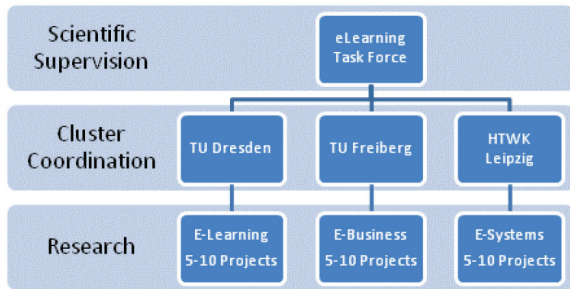 Scientific
Supervision
eLearning
Task Force
Cluster
Coordination
TU Dresden
TU Freiberg
HTWK
Leipzig
Research
E-Learning
5-10 Projects
E-Business
5-10 Projects
E-Systems
5-10 Projects